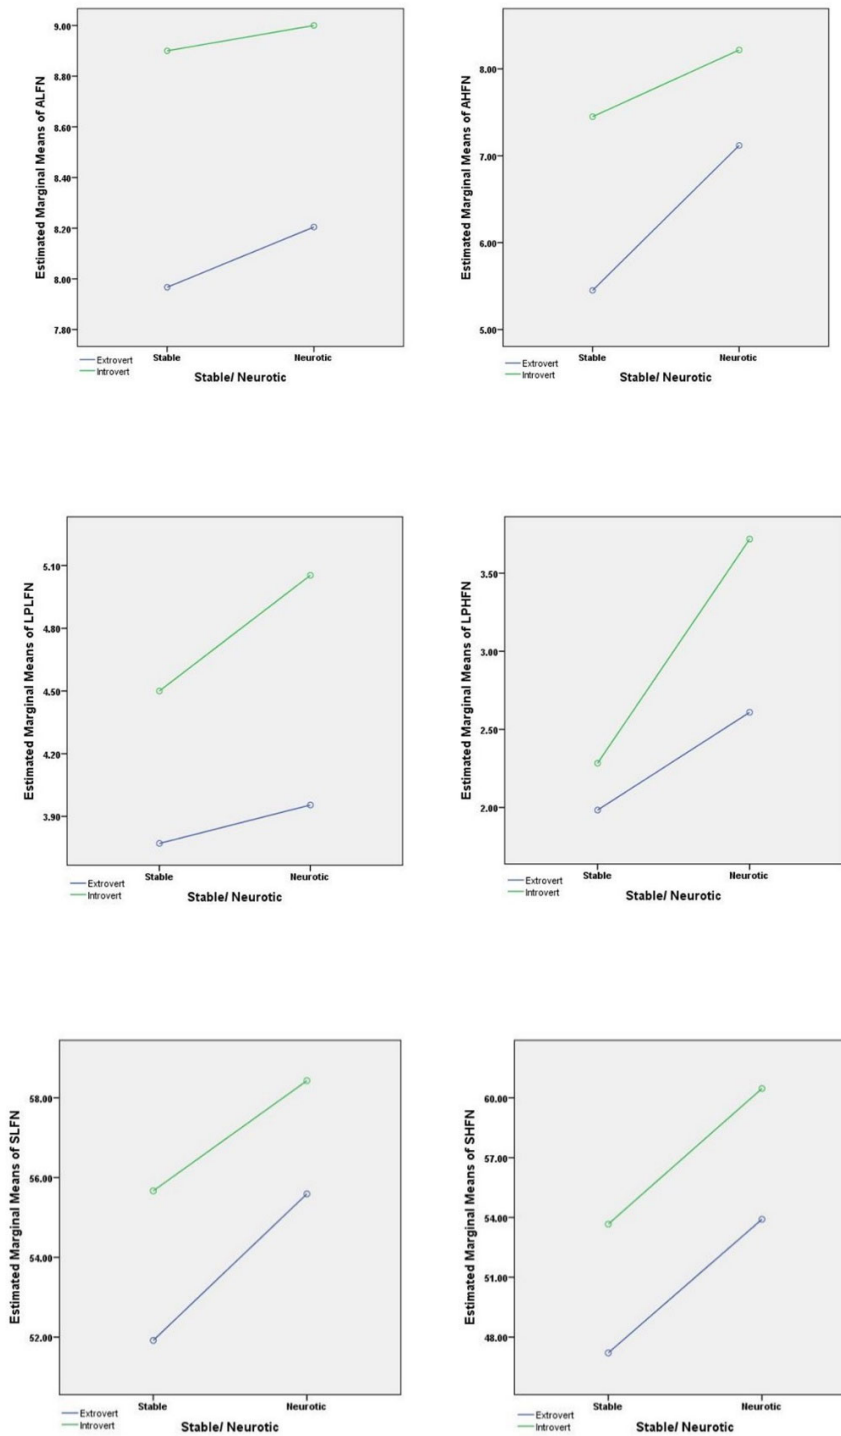 Estimated Marginal Means of ALFN
9.00
8.80
8.60
8.40
8.20
8.00
7.80
Stable
Neurotic
Extrovert
Introvert
Stable/ Neurotic
Estimated Marginal Means of AHFN
8.00
7.00
6.00
5.00
Stable
Neurotic
Extrovert
Introvert
Stable/ Neurotic
Estimated Marginal Means of LPLFN
5.10
4.80
4.50
4.20
3.90
Stable
Neurotic
Extrovert
Introvert
Stable/ Neurotic
Estimated Marginal Means of LPHFN
3.50
3.00
2.50
2.00
Stable
Neurotic
Extrovert
Introvert
Stable/ Neurotic
Estimated Marginal Means of SLFN
58.00
56.00
54.00
52.00
Stable
Neurotic
Extrovert
Introvert
Stable/ Neurotic
Estimated Marginal Means of SHFN
60.00
57.00
54.00
51.00
48.00
Stable
Neurotic
Extrovert
Introvert
Stable/ Neurotic